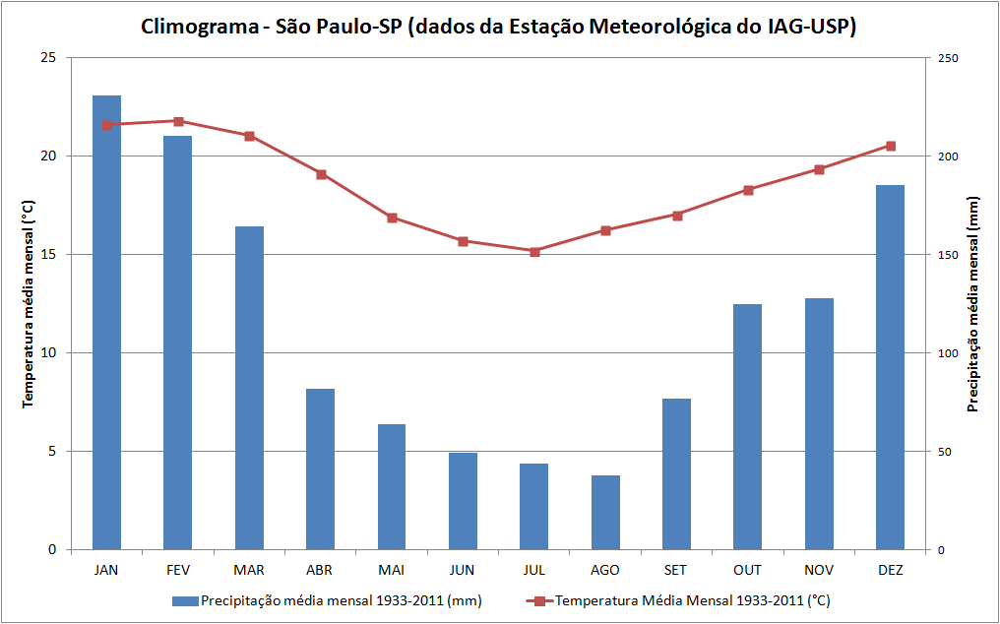 Climograma - São Paulo-SP (dados da Estação Meteorológica do IAG-USP)
Temperatura média mensal (°C)
25
20
15
10
5
0
250
200
150
100
50
0
Precipitação média mensal (mm)
JAN FEV MAR ABR MAI JUN JUL AGO SET OUT NOV DEZ
Precipitação média mensal 1933-2011 (mm) Temperatura Média Mensal 1933-2011 (°C)